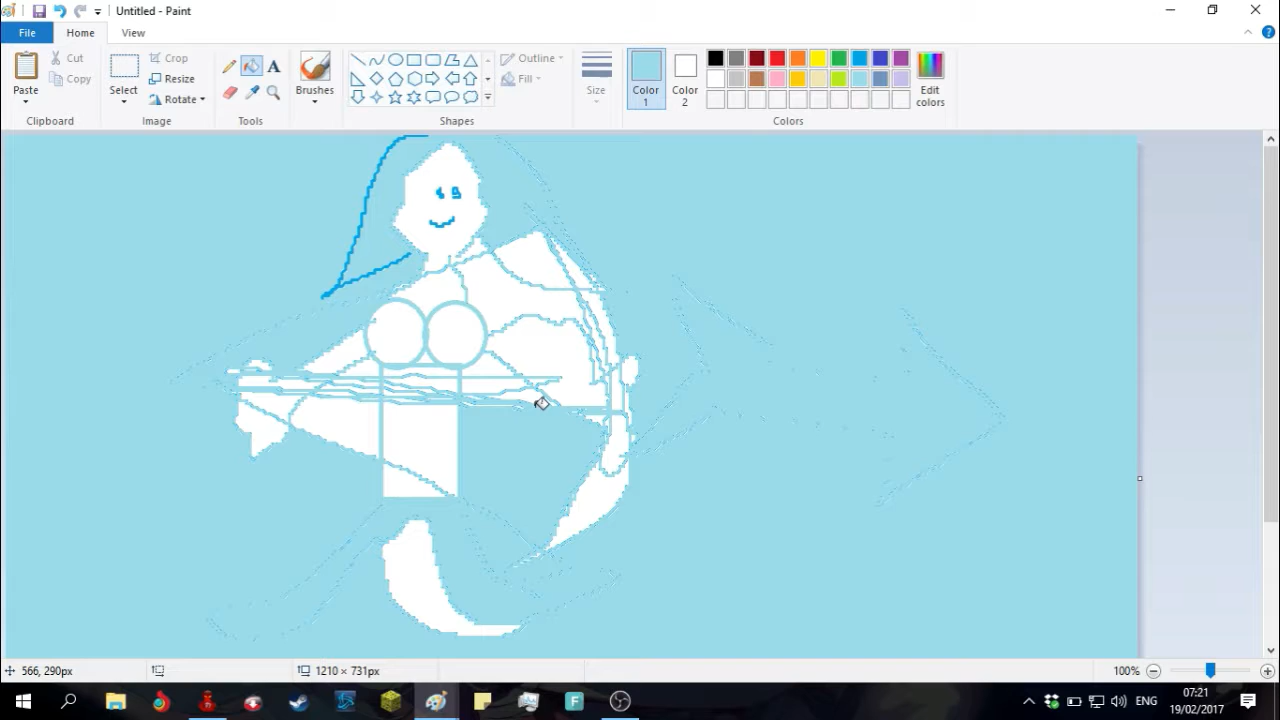 Untitled - Paint
File Home View
Paste
Cut
Copy
Clipboard
Select
Crop
Resize
Rotate
Image
A
Tools
Brushes
Outline
Fill
Shapes
Size
Color 1
Color 2
Edit colors
Colors
566, 290px
1210 × 731px
100%
ENG
07:21
19/02/2017